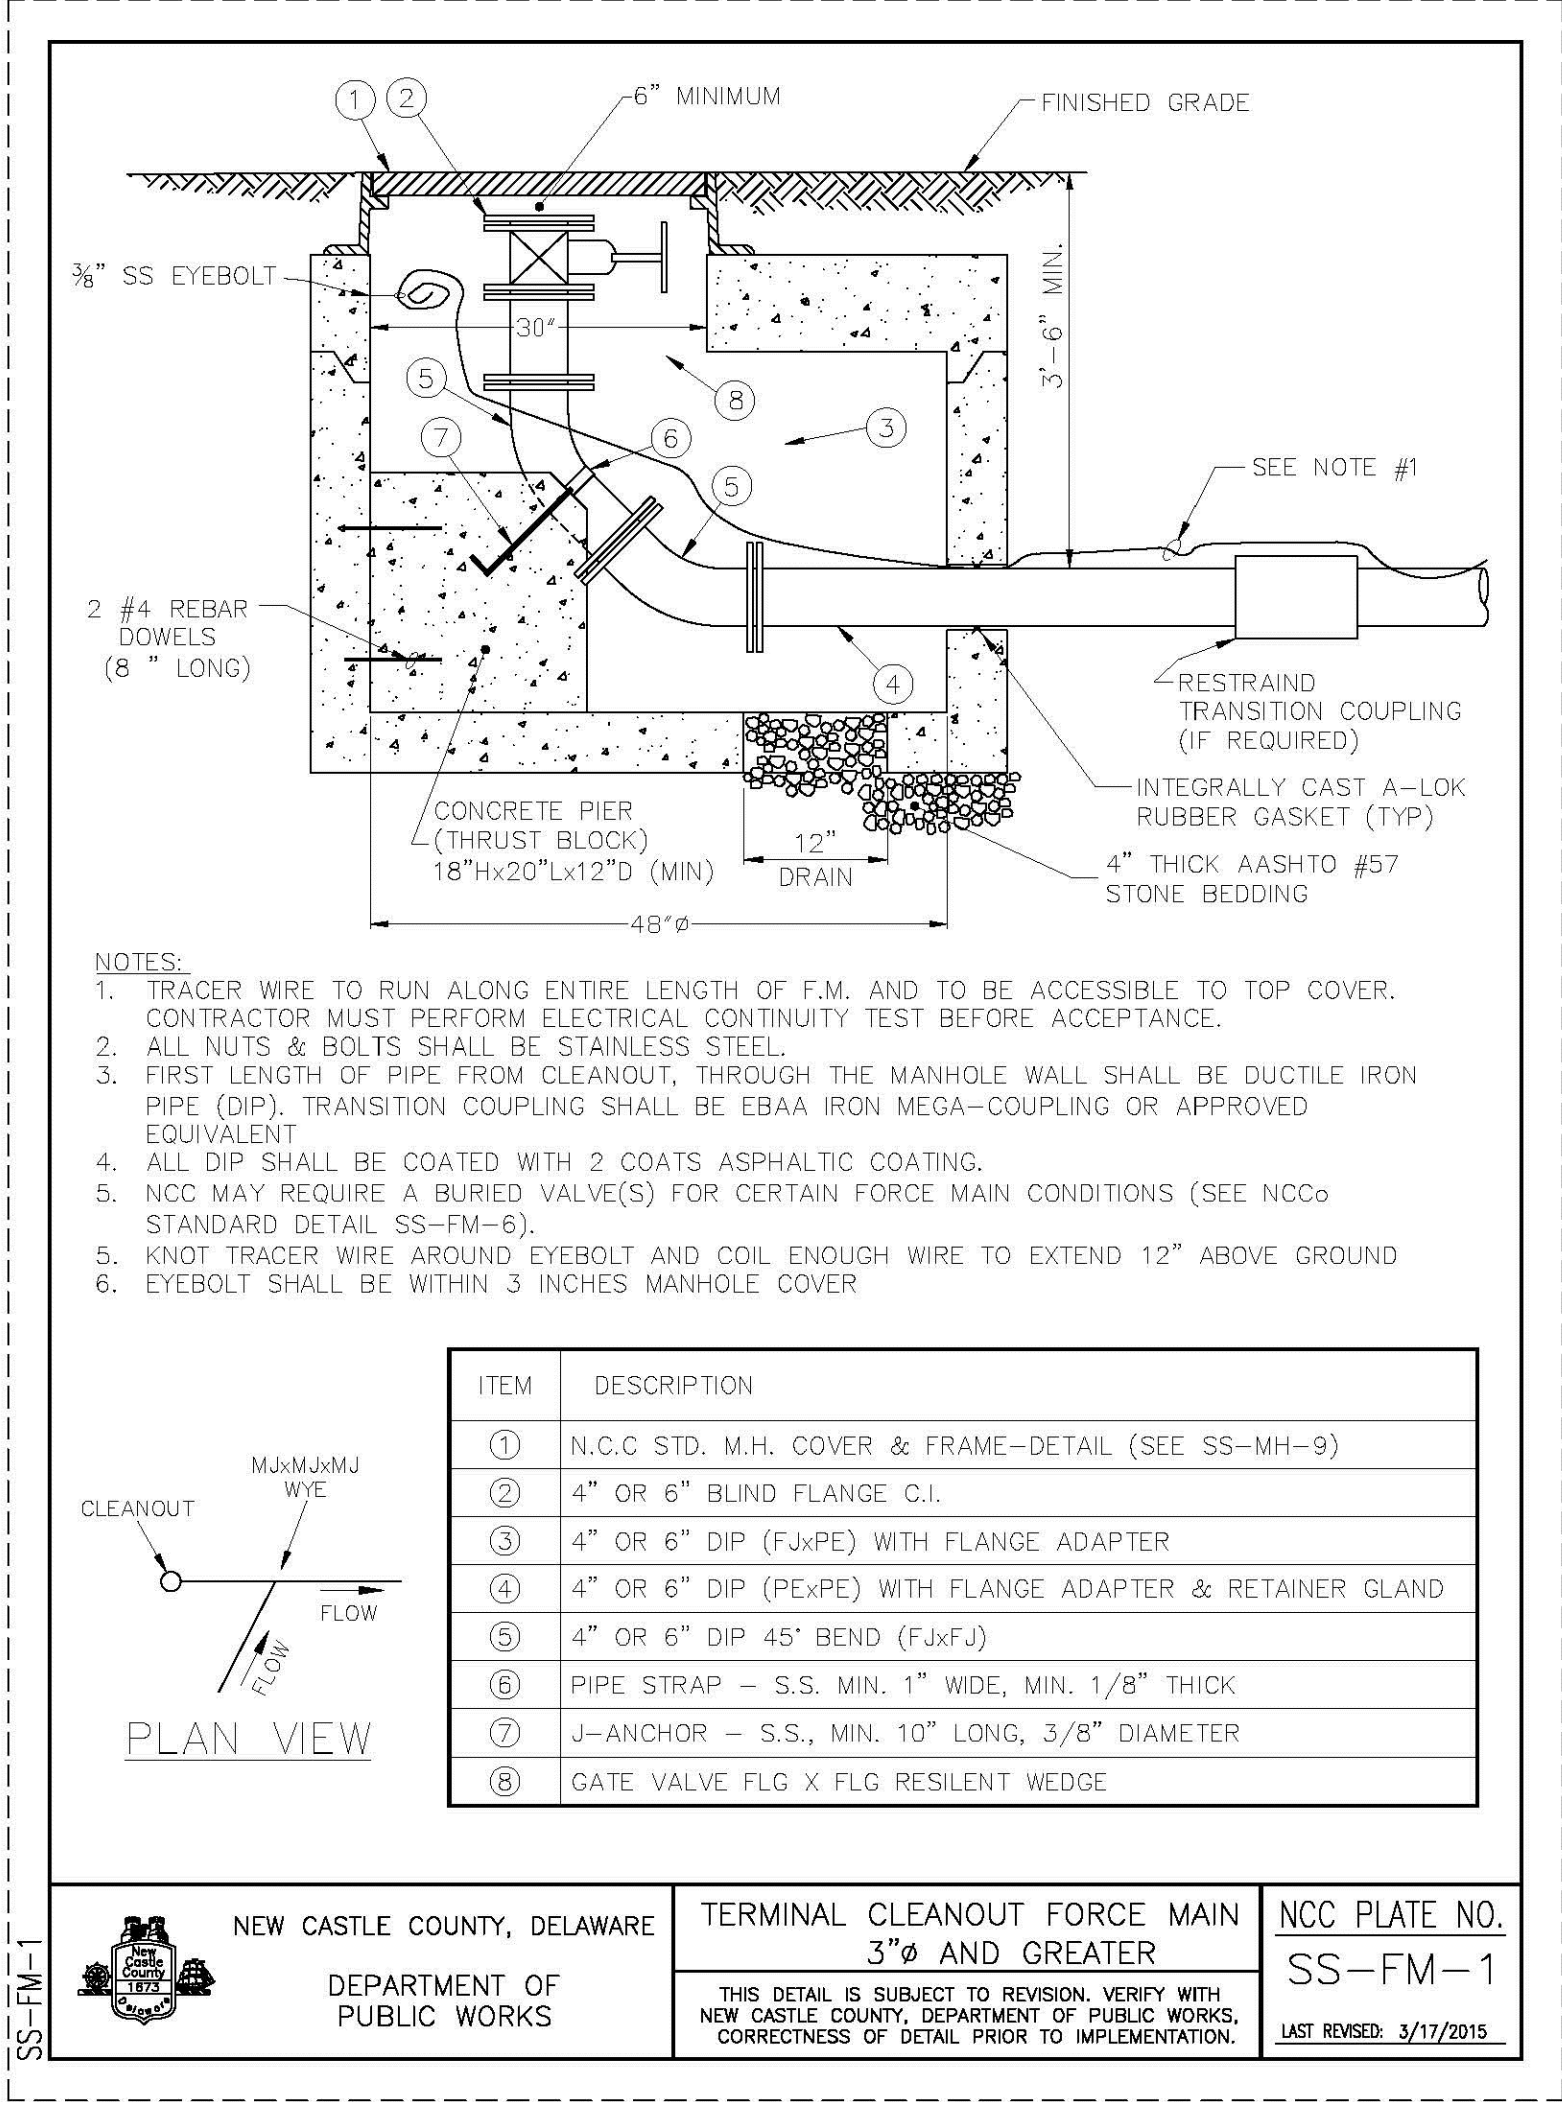 ① ②
6" MINIMUM
FINISHED GRADE
3/8" SS EYEBOLT
30"
3'-6" MIN.
⑤
⑧
③
⑦
⑥
⑤
SEE NOTE #1
2 #4 REBAR
DOWELS
(8 " LONG)
④
RESTRAIND
TRANSITION COUPLING
(IF REQUIRED)
INTEGRALLY CAST A-LOK
RUBBER GASKET (TYP)
CONCRETE PIER
(THRUST BLOCK)
18"Hx20"Lx12"D (MIN)
12"
DRAIN
4" THICK AASHTO #57
STONE BEDDING
48"Ø
NOTES:
1. TRACER WIRE TO RUN ALONG ENTIRE LENGTH OF F.M. AND TO BE ACCESSIBLE TO TOP COVER.
CONTRACTOR MUST PERFORM ELECTRICAL CONTINUITY TEST BEFORE ACCEPTANCE.
2. ALL NUTS & BOLTS SHALL BE STAINLESS STEEL.
3. FIRST LENGTH OF PIPE FROM CLEANOUT, THROUGH THE MANHOLE WALL SHALL BE DUCTILE IRON
PIPE (DIP). TRANSITION COUPLING SHALL BE EBAA IRON MEGA-COUPLING OR APPROVED
EQUIVALENT
4. ALL DIP SHALL BE COATED WITH 2 COATS ASPHALTIC COATING.
5. NCC MAY REQUIRE A BURIED VALVE(S) FOR CERTAIN FORCE MAIN CONDITIONS (SEE NCCo
STANDARD DETAIL SS-FM-6).
5. KNOT TRACER WIRE AROUND EYEBOLT AND COIL ENOUGH WIRE TO EXTEND 12" ABOVE GROUND
6. EYEBOLT SHALL BE WITHIN 3 INCHES MANHOLE COVER
MJxMJxMJ
WYE
CLEANOUT
FLOW
FLOW
PLAN VIEW
ITEM DESCRIPTION
① N.C.C STD. M.H. COVER & FRAME-DETAIL (SEE SS-MH-9)
② 4" OR 6" BLIND FLANGE C.I.
③ 4" OR 6" DIP (FJxPE) WITH FLANGE ADAPTER
④ 4" OR 6" DIP (PExPE) WITH FLANGE ADAPTER & RETAINER GLAND
⑤ 4" OR 6" DIP 45° BEND (FJxFJ)
⑥ PIPE STRAP - S.S. MIN. 1" WIDE, MIN. 1/8" THICK
⑦ J-ANCHOR - S.S., MIN. 10" LONG, 3/8" DIAMETER
⑧ GATE VALVE FLG X FLG RESILENT WEDGE
SS-FM-1
New
Castle
County
1673
Delaware
NEW CASTLE COUNTY, DELAWARE
DEPARTMENT OF
PUBLIC WORKS
TERMINAL CLEANOUT FORCE MAIN
3"Ø AND GREATER
THIS DETAIL IS SUBJECT TO REVISION. VERIFY WITH
NEW CASTLE COUNTY, DEPARTMENT OF PUBLIC WORKS,
CORRECTNESS OF DETAIL PRIOR TO IMPLEMENTATION.
NCC PLATE NO.
SS-FM-1
LAST REVISED: 3/17/2015